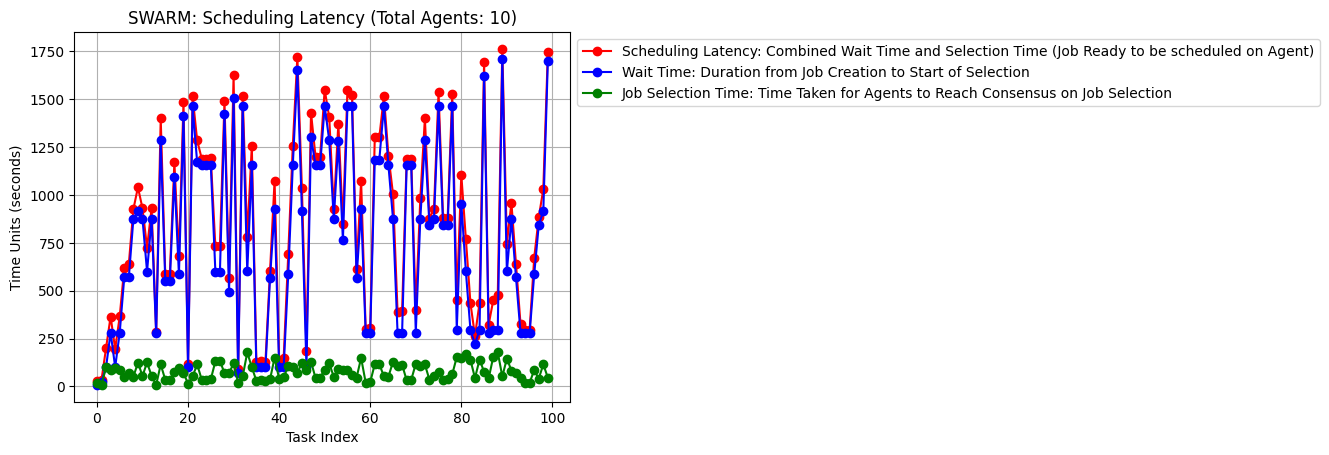 SWARM: Scheduling Latency (Total Agents: 10)
Scheduling Latency: Combined Wait Time and Selection Time (Job Ready to be scheduled on Agent)
Wait Time: Duration from Job Creation to Start of Selection
Job Selection Time: Time Taken for Agents to Reach Consensus on Job Selection
Time Units (seconds)
1750
1500
1250
1000
750
500
250
0
0 20 40 60 80 100
Task Index